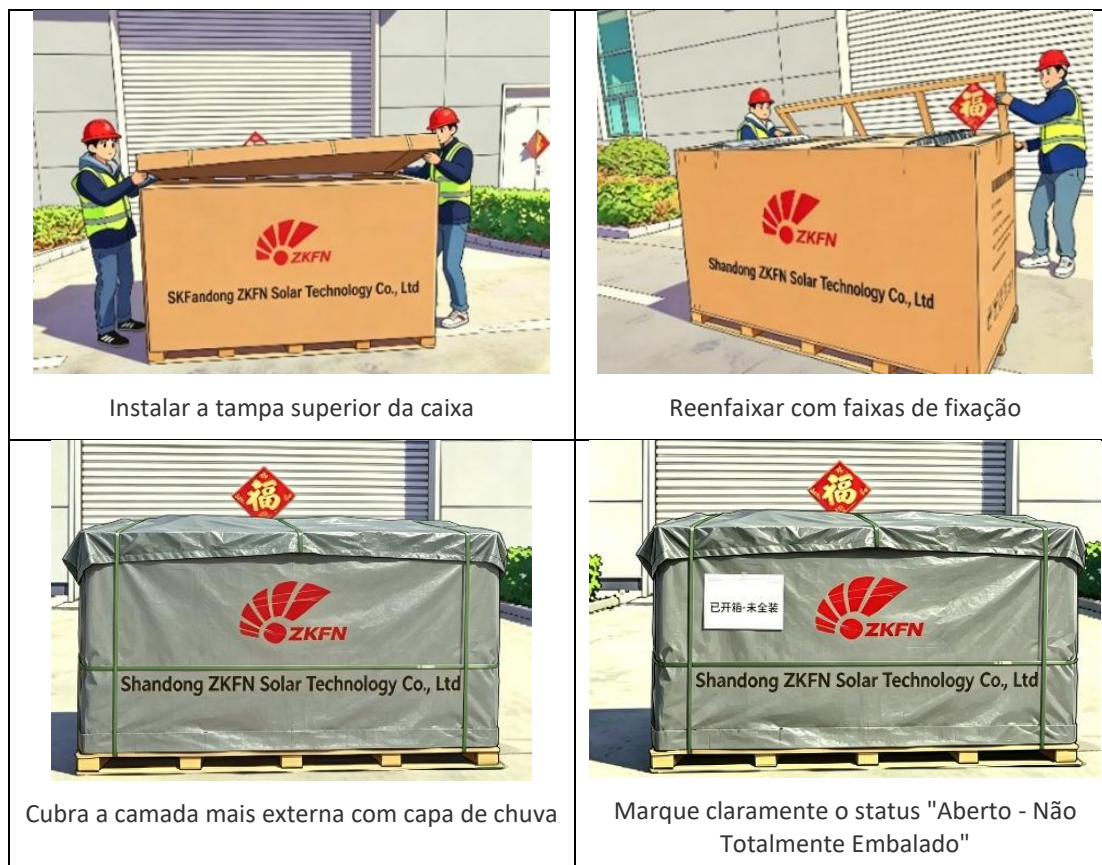 福
ZKFN
SKFandong ZKFN Solar Technology Co., Ltd
Instalar a tampa superior da caixa
福
ZKFN
Shandong ZKFN Solar Technology Co., Ltd
Reenfaixar com faixas de fixação
福
ZKFN
Shandong ZKFN Solar Technology Co., Ltd
Cubra a camada mais externa com capa de chuva
福
已开箱-未全装
ZKFN
Shandong ZKFN Solar Technology Co., Ltd
Marque claramente o status "Aberto - Não
Totalmente Embalado"